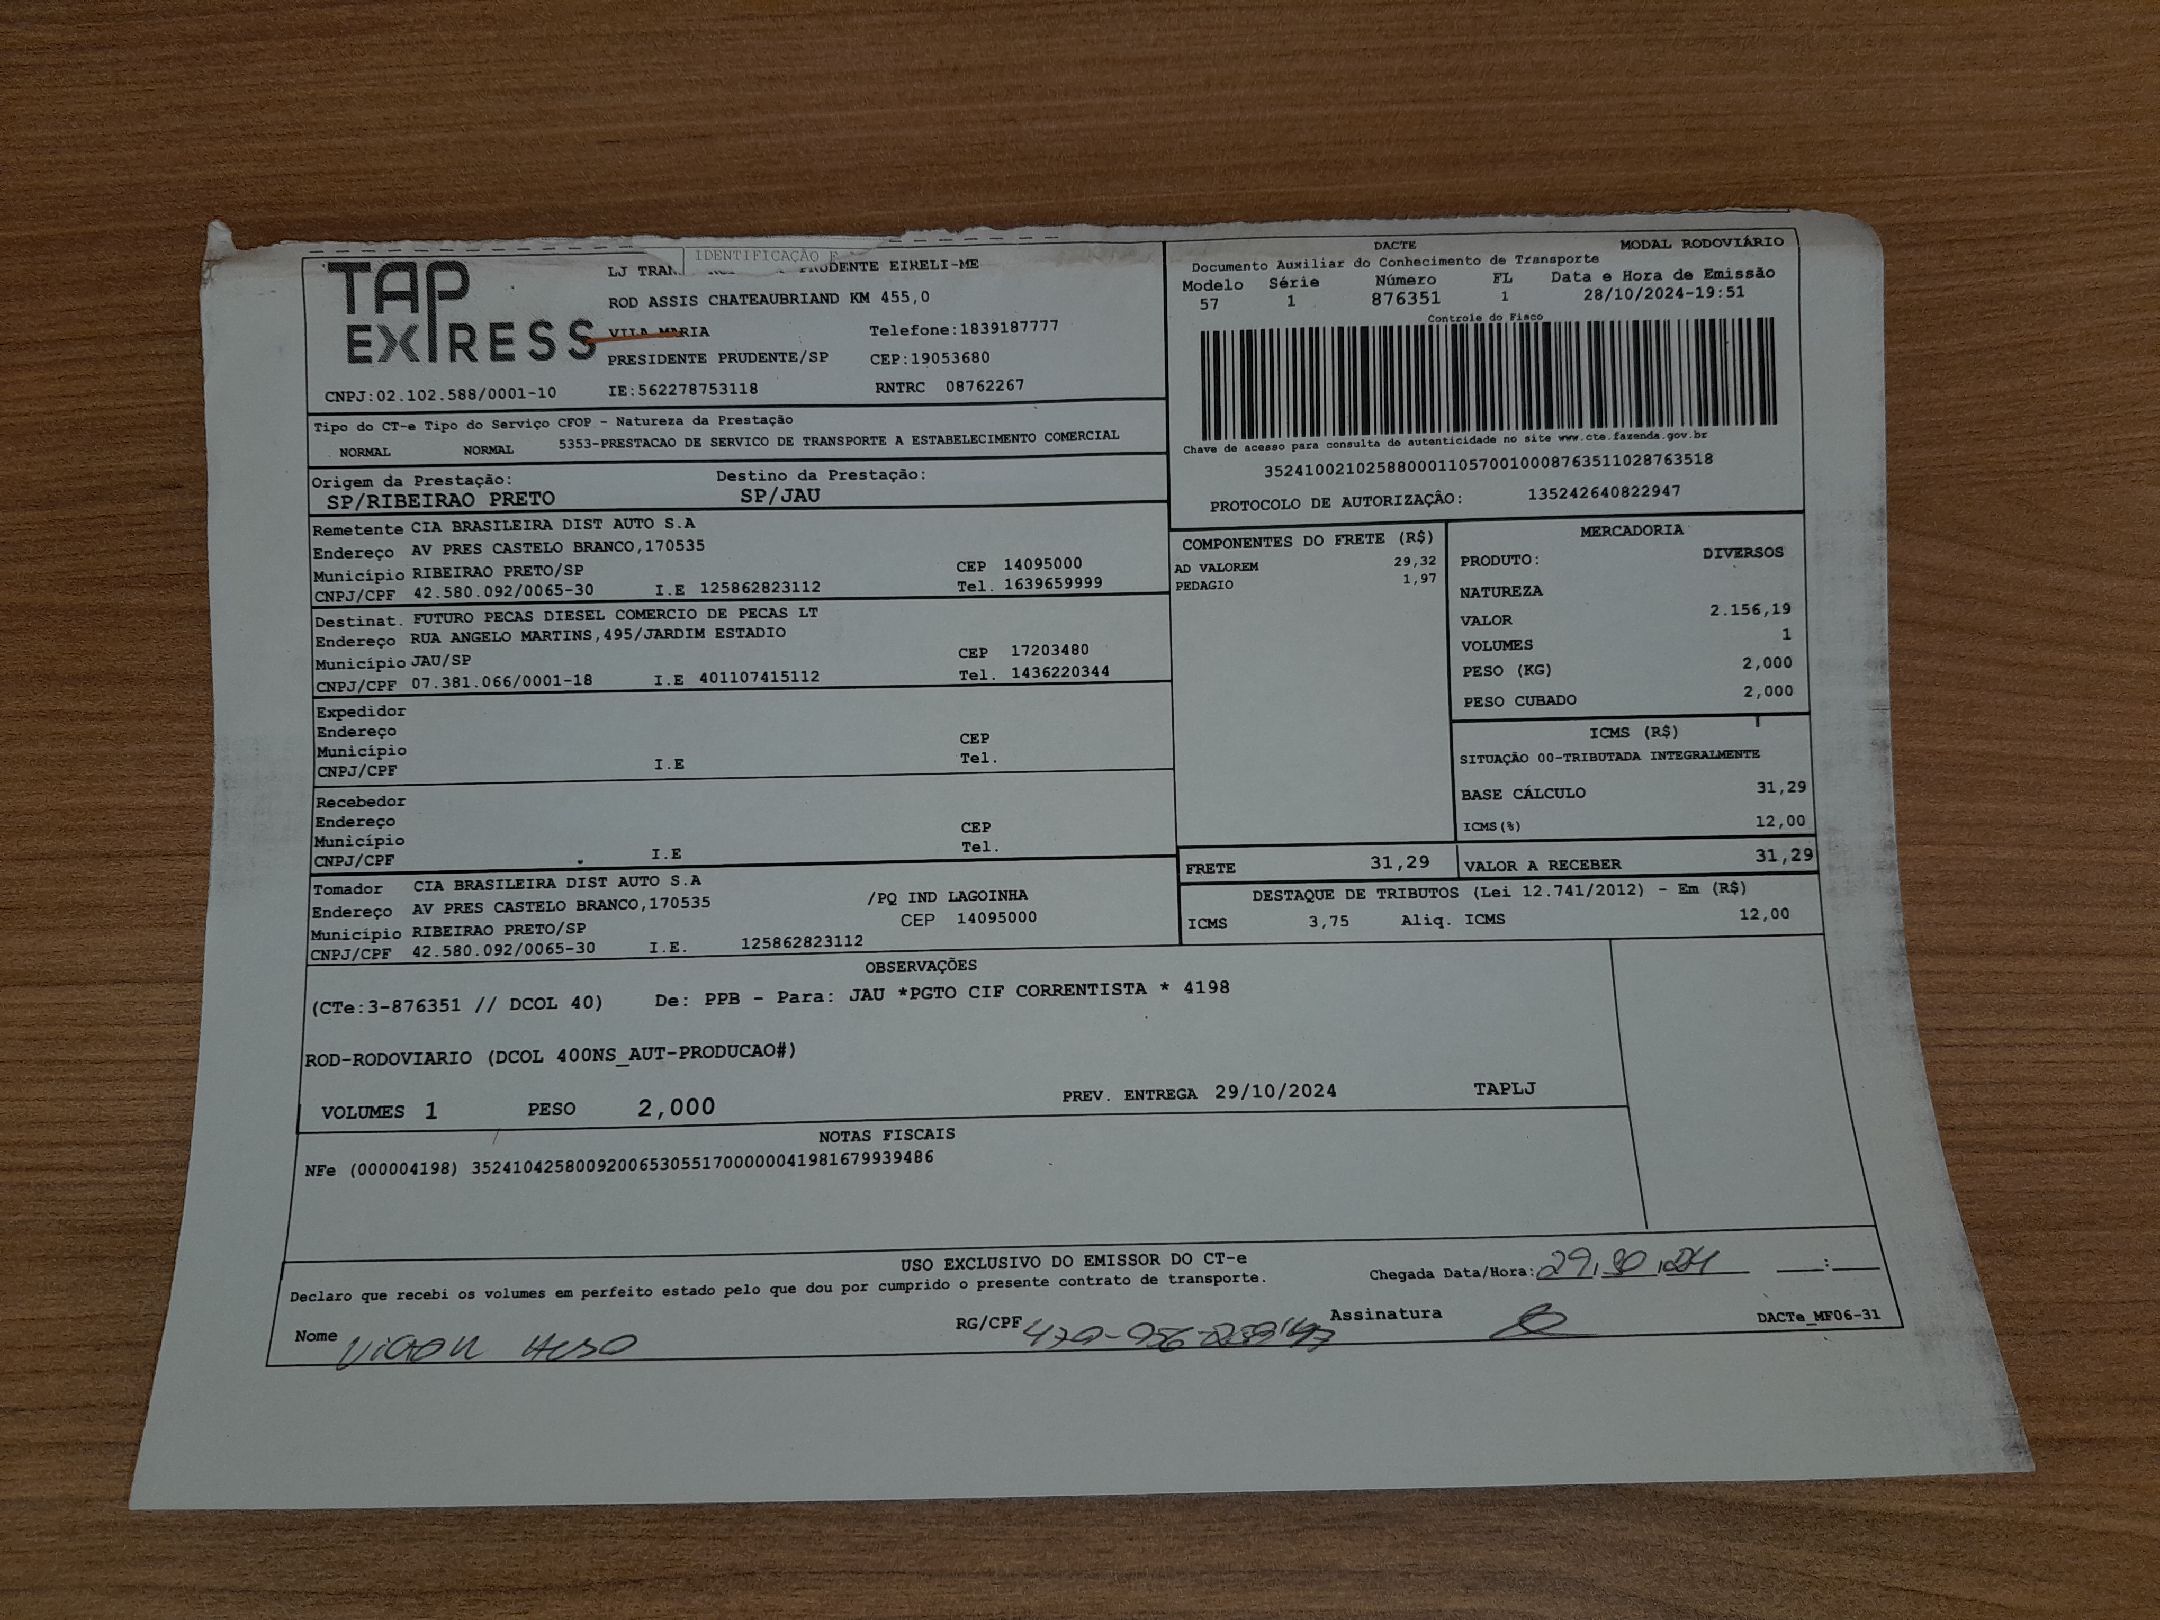 TAP
EXPRESS
CNPJ:02.102.588/0001-10
IDENTIFICAÇÃO
LJ PRUDENTE EIRELI-ME
ROD ASSIS CHATEAUBRIAND KM 455,0
VILA MARIA Telefone:1839187777
PRESIDENTE PRUDENTE/SP CEP:19053680
IE:562278753118 RNTRC 08762267
DACTE MODAL RODOVIÁRIO
Documento Auxiliar do Conhecimento de Transporte
Modelo Série Número FL Data e Hora de Emissão
57 1 876351 1 28/10/2024-19:51
Controle do Fisco
Chave de acesso para consulta de autenticidade no site www.cte.fazenda.gov.br
35241002102588000110570010008763511028763518
PROTOCOLO DE AUTORIZAÇÂO: 135242640822947
Tipo do CT-e Tipo do Serviço CFOP - Natureza da Prestação
NORMAL NORMAL 5353-PRESTACAO DE SERVICO DE TRANSPORTE A ESTABELECIMENTO COMERCIAL
Origem da Prestação: Destino da Prestação:
SP/RIBEIRAO PRETO SP/JAU
Remetente CIA BRASILEIRA DIST AUTO S.A
Endereço AV PRES CASTELO BRANCO,170535
Município RIBEIRAO PRETO/SP CEP 14095000
CNPJ/CPF 42.580.092/0065-30 I.E 125862823112 Tel. 1639659999
Destinat. FUTURO PECAS DIESEL COMERCIO DE PECAS LT
Endereço RUA ANGELO MARTINS,495/JARDIM ESTADIO
Município JAU/SP CEP 17203480
CNPJ/CPF 07.381.066/0001-18 I.E 401107415112 Tel. 1436220344
Expedidor
Endereço
Município CEP
CNPJ/CPF I.E Tel.
Recebedor
Endereço
Município CEP
CNPJ/CPF I.E Tel.
Tomador CIA BRASILEIRA DIST AUTO S.A
Endereço AV PRES CASTELO BRANCO,170535 /PQ IND LAGOINHA
Município RIBEIRAO PRETO/SP CEP 14095000
CNPJ/CPF 42.580.092/0065-30 I.E. 125862823112
COMPONENTES DO FRETE (R$)
AD VALOREM 29,32
PEDAGIO 1,97
MERCADORIA
PRODUTO: DIVERSOS
NATUREZA
VALOR 2.156,19
VOLUMES 1
PESO (KG) 2,000
PESO CUBADO 2,000
ICMS (R$)
SITUAÇÃO 00-TRIBUTADA INTEGRALMENTE
BASE CÁLCULO 31,29
ICMS(%) 12,00
FRETE 31,29 VALOR A RECEBER 31,29
DESTAQUE DE TRIBUTOS (Lei 12.741/2012) - Em (R$)
ICMS 3,75 Aliq. ICMS 12,00
OBSERVAÇÕES
(CTe:3-876351 // DCOL 40) De: PPB - Para: JAU *PGTO CIF CORRENTISTA * 4198
ROD-RODOVIARIO (DCOL 400NS_AUT-PRODUCAO#)
VOLUMES 1 PESO 2,000 PREV. ENTREGA 29/10/2024 TAPLJ
NOTAS FISCAIS
NFe (000004198) 35241042580092006530551700000041981679939486
USO EXCLUSIVO DO EMISSOR DO CT-e
Declaro que recebi os volumes em perfeito estado pelo que dou por cumprido o presente contrato de transporte. Chegada Data/Hora:
Nome RG/CPF Assinatura DACTe_MF06-31